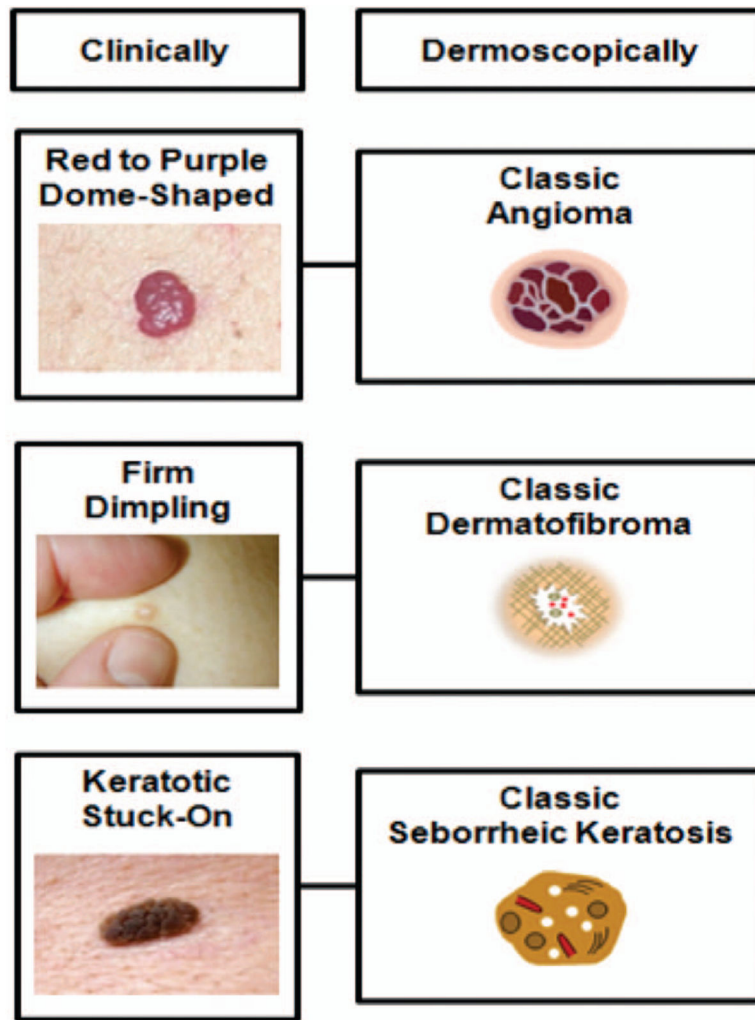 Clinically
Dermoscopically
Red to Purple
Dome-Shaped
Classic
Angioma
Firm
Dimpling
Classic
Dermatofibroma
Keratotic
Stuck-On
Classic
Seborrheic Keratosis